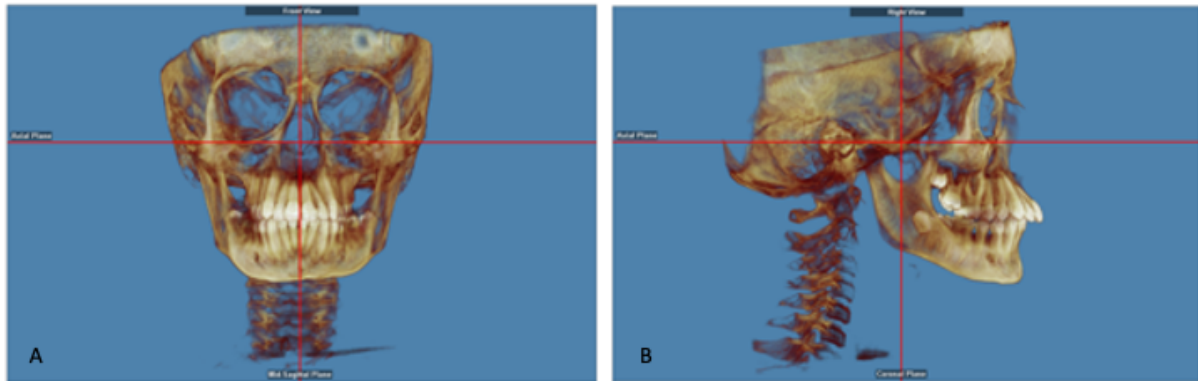 Front View
Axial Plane
Mid Sagittal Plane
A
Right View
Axial Plane
Coronal Plane
B